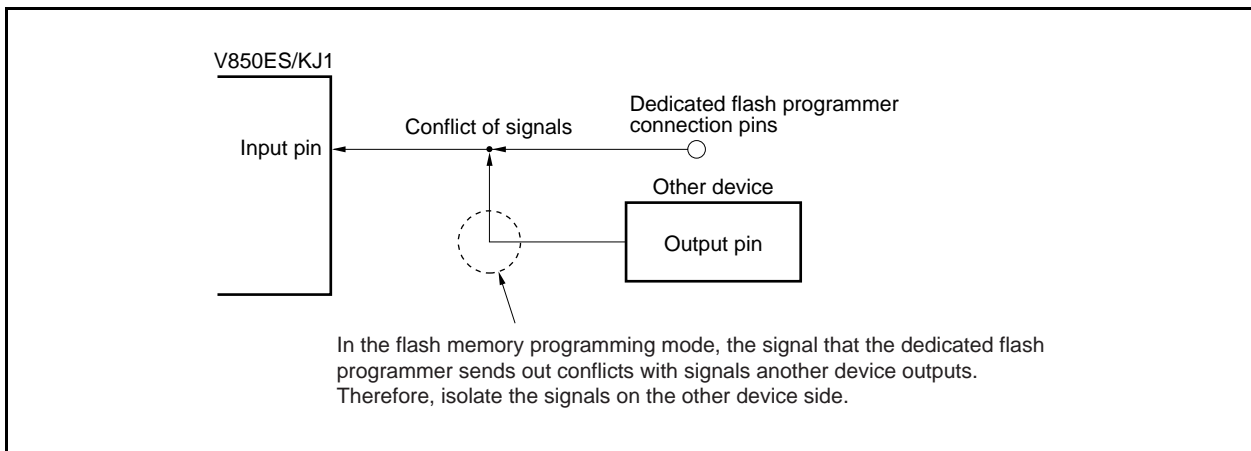 V850ES/KJ1
Dedicated flash programmer
connection pins
Conflict of signals
Input pin
Other device
Output pin
In the flash memory programming mode, the signal that the dedicated flash
programmer sends out conflicts with signals another device outputs.
Therefore, isolate the signals on the other device side.